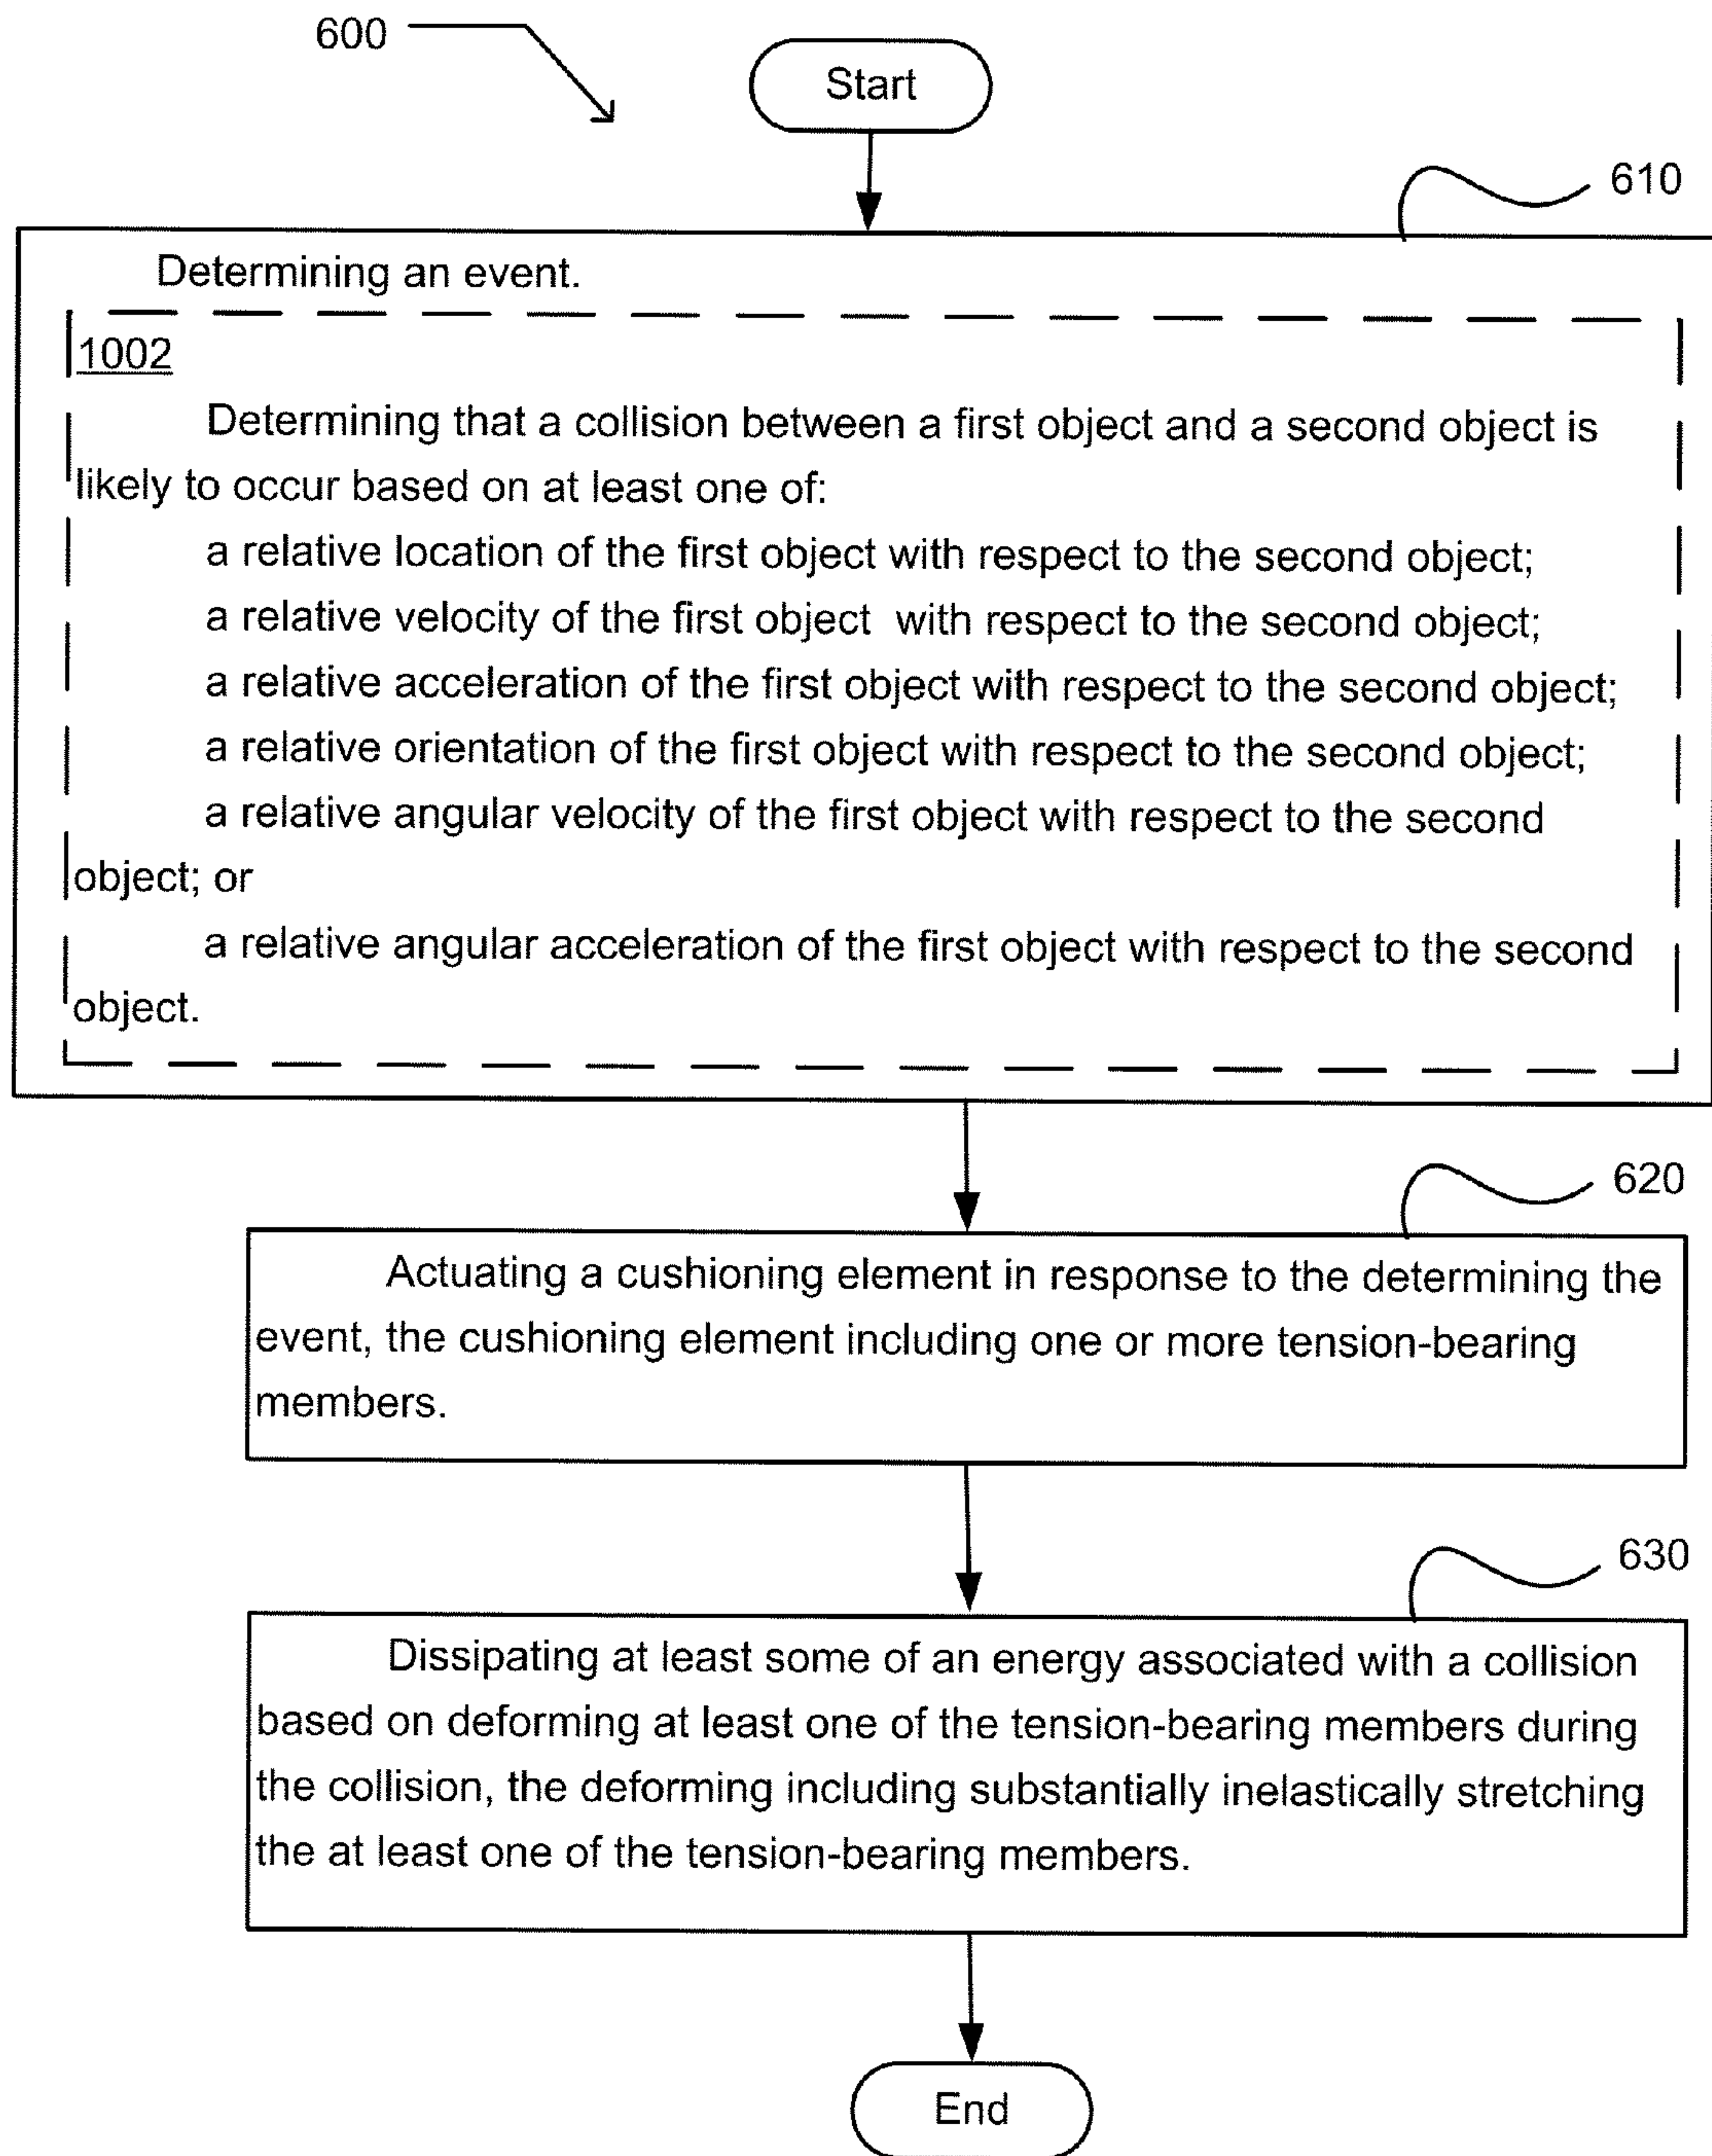 600
Start
610
Determining an event.
1002
Determining that a collision between a first object and a second object is
likely to occur based on at least one of:
a relative location of the first object with respect to the second object;
a relative velocity of the first object with respect to the second object;
a relative acceleration of the first object with respect to the second object;
a relative orientation of the first object with respect to the second object;
a relative angular velocity of the first object with respect to the second
object; or
a relative angular acceleration of the first object with respect to the second
object.
620
Actuating a cushioning element in response to the determining the
event, the cushioning element including one or more tension-bearing
members.
630
Dissipating at least some of an energy associated with a collision
based on deforming at least one of the tension-bearing members during
the collision, the deforming including substantially inelastically stretching
the at least one of the tension-bearing members.
End